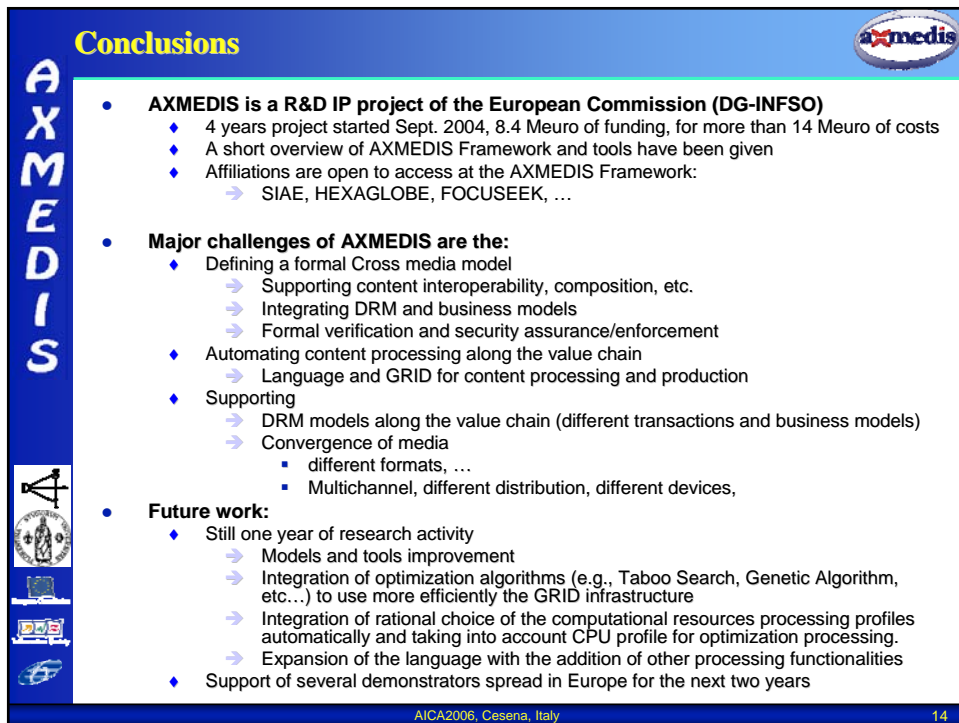 Conclusions
axmedis
AXMEDIS
AXMEDIS is a R&D IP project of the European Commission (DG-INFSO)
4 years project started Sept. 2004, 8.4 Meuro of funding, for more than 14 Meuro of costs
A short overview of AXMEDIS Framework and tools have been given
Affiliations are open to access at the AXMEDIS Framework:
SIAE, HEXAGLOBE, FOCUSEEK, …
Major challenges of AXMEDIS are the:
Defining a formal Cross media model
Supporting content interoperability, composition, etc.
Integrating DRM and business models
Formal verification and security assurance/enforcement
Automating content processing along the value chain
Language and GRID for content processing and production
Supporting
DRM models along the value chain (different transactions and business models)
Convergence of media
different formats, …
Multichannel, different distribution, different devices,
Future work:
Still one year of research activity
Models and tools improvement
Integration of optimization algorithms (e.g., Taboo Search, Genetic Algorithm,
etc…) to use more efficiently the GRID infrastructure
Integration of rational choice of the computational resources processing profiles
automatically and taking into account CPU profile for optimization processing.
Expansion of the language with the addition of other processing functionalities
Support of several demonstrators spread in Europe for the next two years
AICA2006, Cesena, Italy
14